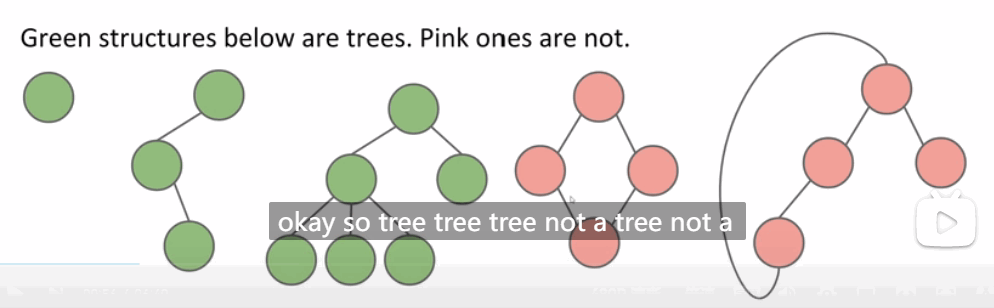 Green structures below are trees. Pink ones are not.
okay so tree tree tree not a tree not a